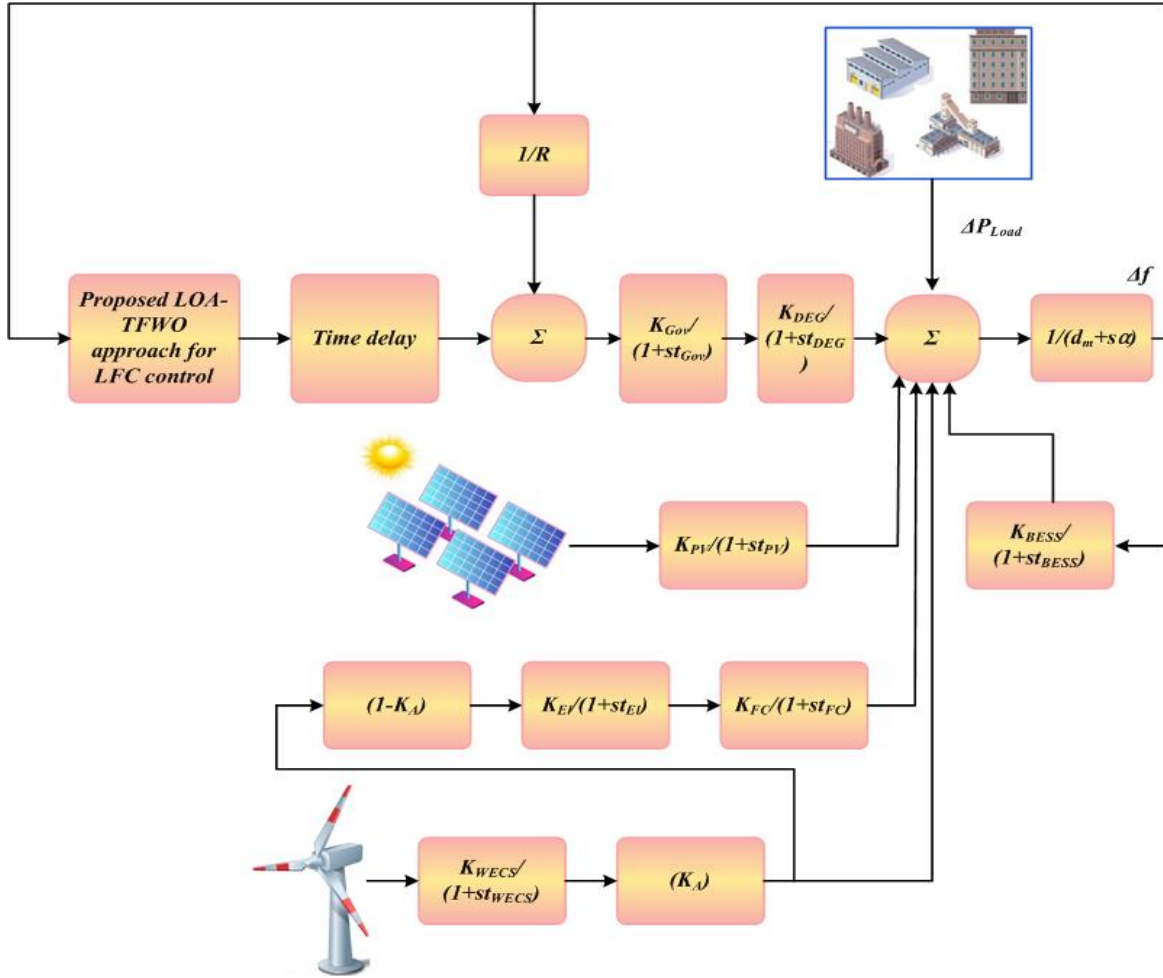 1/R
ΔP_Load
Δf
Proposed LOA-
TFWO
approach for
LFC control
Time delay
Σ
K_Gov/
(1+st_Gov)
K_DEG/
(1+st_DEG
)
Σ
1/(d_m+sα)
K_PV/(1+st_PV)
K_BESS/
(1+st_BESS)
(1-K_A)
K_El/(1+st_El)
K_FC/(1+st_FC)
K_WECS/
(1+st_WECS)
(K_A)